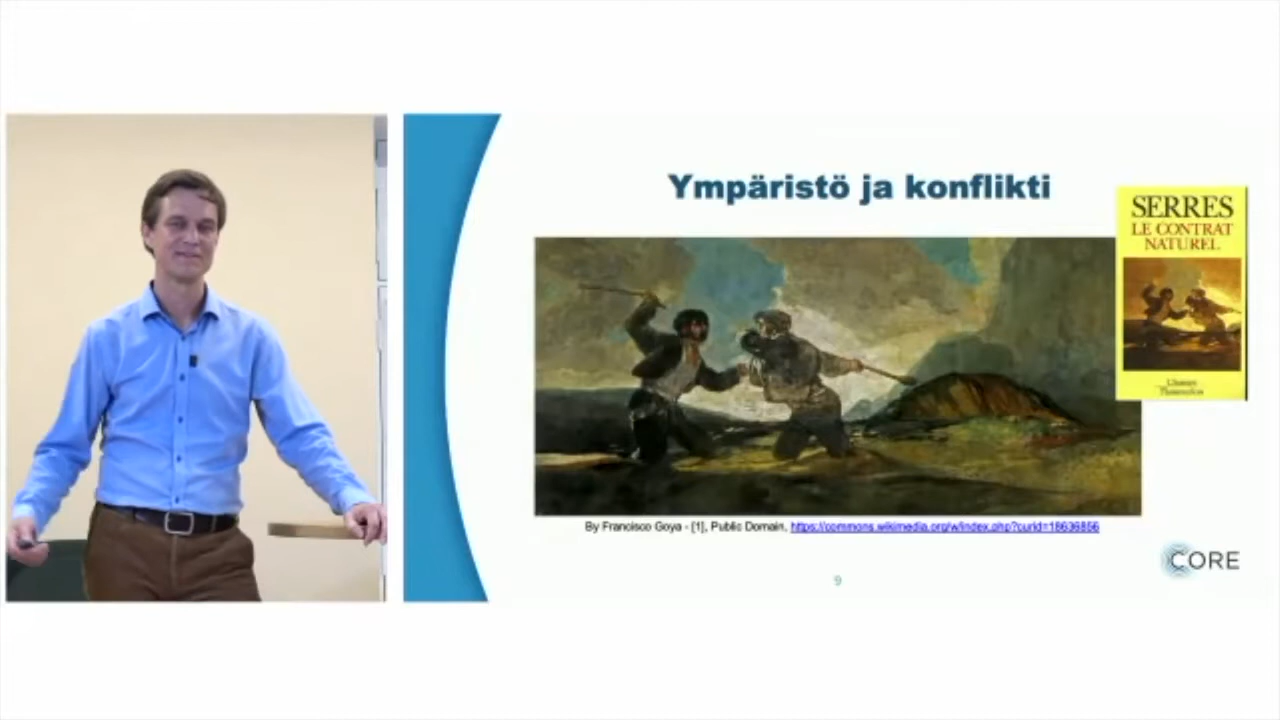 Ympäristö ja konflikti
SERRES
LE CONTRAT
NATUREL
By Francisco Goya - [1], Public Domain, https://commons.wikimedia.org/w/index.php?curid=18636856
CORE
9